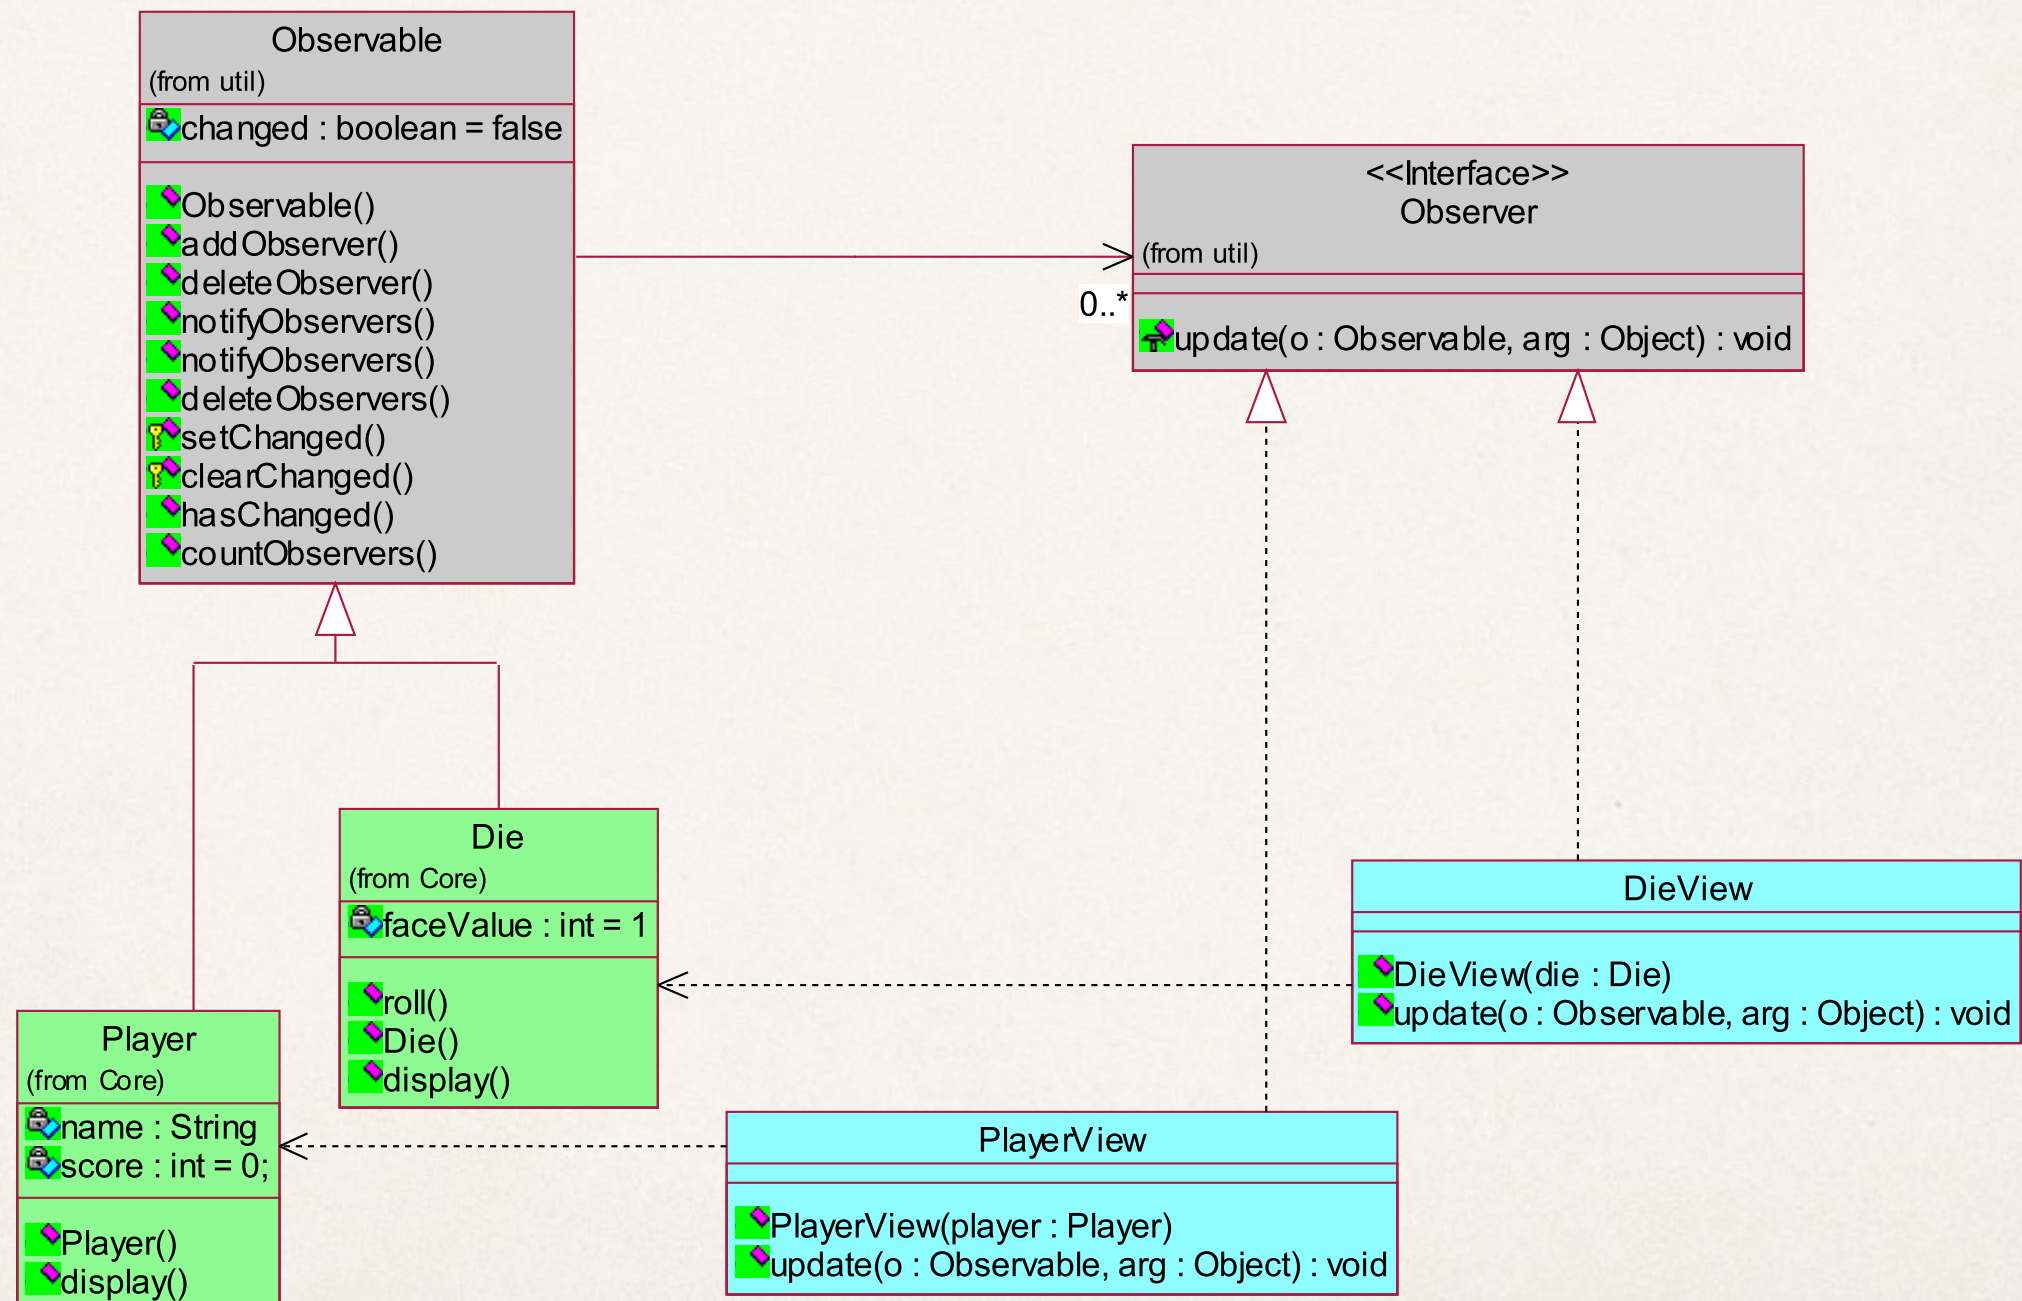 Observable
(from util)
changed : boolean = false
Observable()
addObserver()
deleteObserver()
notifyObservers()
notifyObservers()
deleteObservers()
setChanged()
clearChanged()
hasChanged()
countObservers()
<<Interface>>
Observer
(from util)
0..*
update(o : Observable, arg : Object) : void
Die
(from Core)
faceValue : int = 1
roll()
Die()
display()
DieView
DieView(die : Die)
update(o : Observable, arg : Object) : void
Player
(from Core)
name : String
score : int = 0;
Player()
display()
PlayerView
PlayerView(player : Player)
update(o : Observable, arg : Object) : void